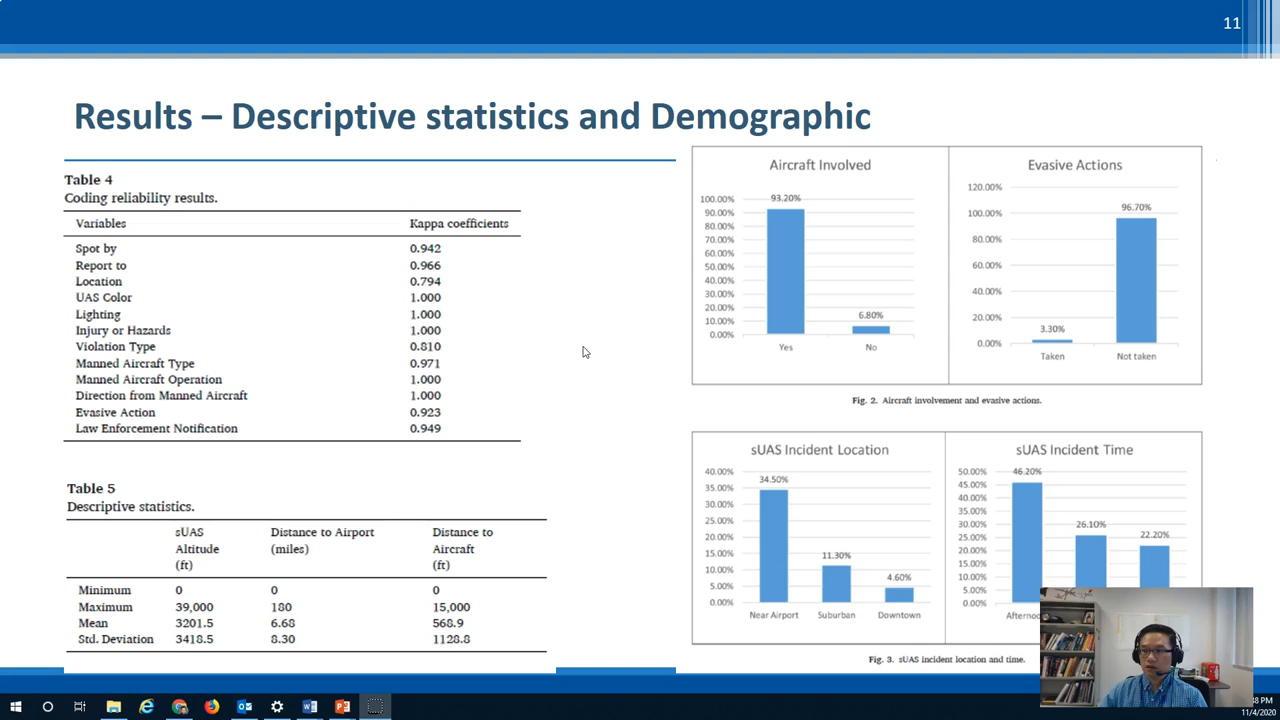 11
Results – Descriptive statistics and Demographic
Table 4
Coding reliability results.
Variables Kappa coefficients
Spot by 0.942
Report to 0.966
Location 0.794
UAS Color 1.000
Lighting 1.000
Injury or Hazards 1.000
Violation Type 0.810
Manned Aircraft Type 0.971
Manned Aircraft Operation 1.000
Direction from Manned Aircraft 1.000
Evasive Action 0.923
Law Enforcement Notification 0.949
Table 5
Descriptive statistics.
sUAS Distance to Airport Distance to
Altitude (miles) Aircraft
(ft) (ft)
Minimum 0 0 0
Maximum 39,000 180 15,000
Mean 3201.5 6.68 568.9
Std. Deviation 3418.5 8.30 1128.8
Aircraft Involved
100.00%
93.20%
90.00%
80.00%
70.00%
60.00%
50.00%
40.00%
30.00%
20.00%
10.00%
6.80%
0.00%
Yes No
Evasive Actions
120.00%
100.00%
96.70%
80.00%
60.00%
40.00%
20.00%
3.30%
0.00%
Taken Not taken
Fig. 2. Aircraft involvement and evasive actions.
sUAS Incident Location
40.00%
35.00%
34.50%
30.00%
25.00%
20.00%
15.00%
11.30%
10.00%
5.00%
4.60%
0.00%
Near Airport Suburban Downtown
sUAS Incident Time
50.00%
46.20%
45.00%
40.00%
35.00%
30.00%
26.10%
25.00%
22.20%
20.00%
15.00%
10.00%
5.00%
0.00%
Fig. 3. sUAS incident location and time.
PM
11/4/2020